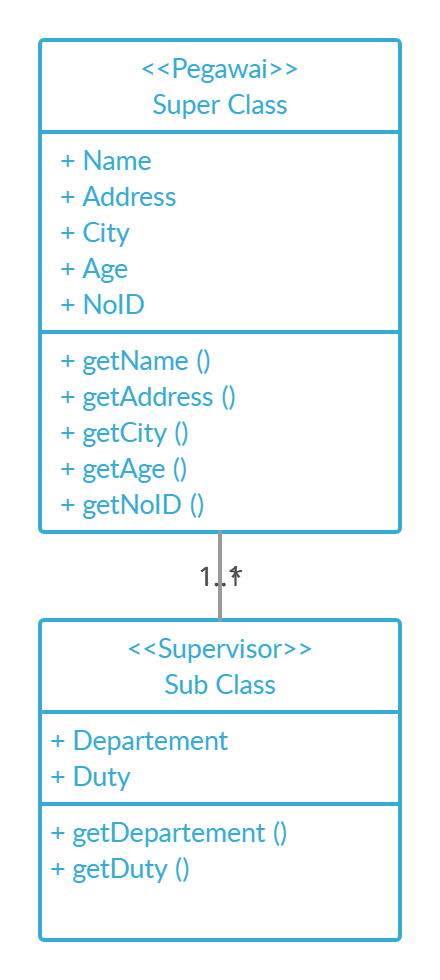 <<Pegawai>>
Super Class
+ Name
+ Address
+ City
+ Age
+ NoID
+ getName ()
+ getAddress ()
+ getCity ()
+ getAge ()
+ getNoID ()
1..*
<<Supervisor>>
Sub Class
+ Departement
+ Duty
+ getDepartement ()
+ getDuty ()